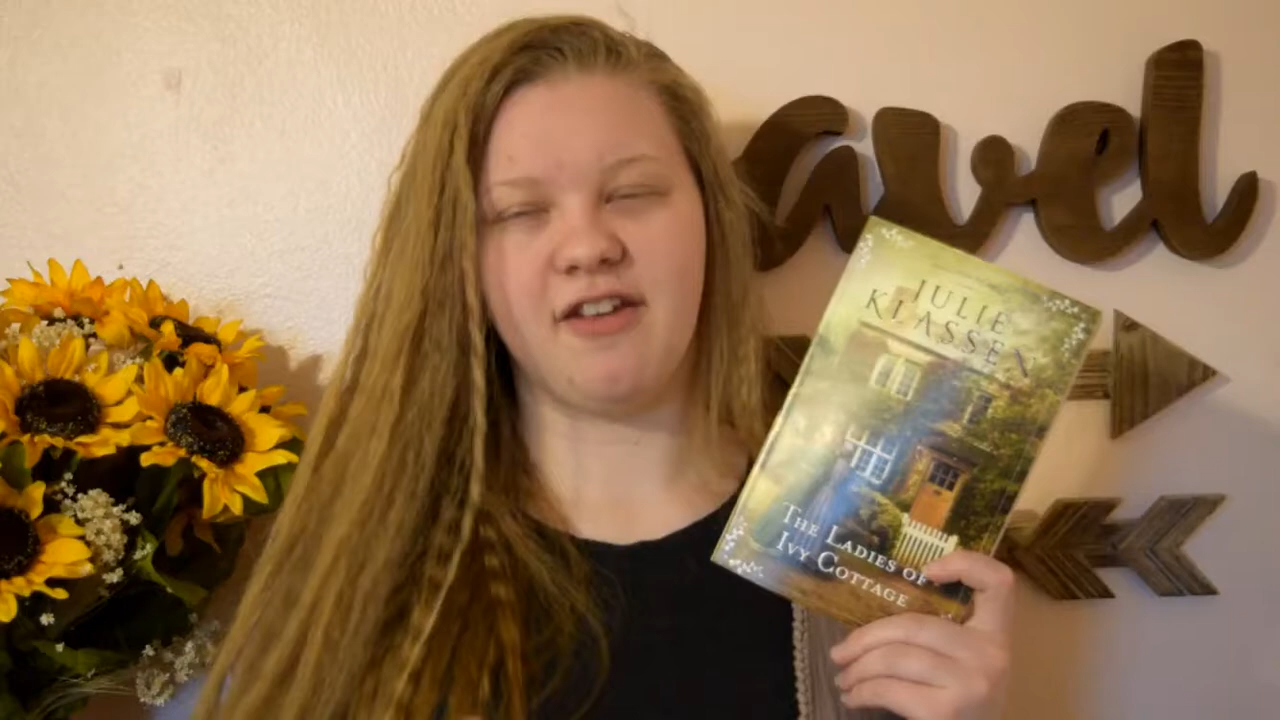 avel
JULIE
KLASSEN
THE LADIES OF
IVY COTTAGE